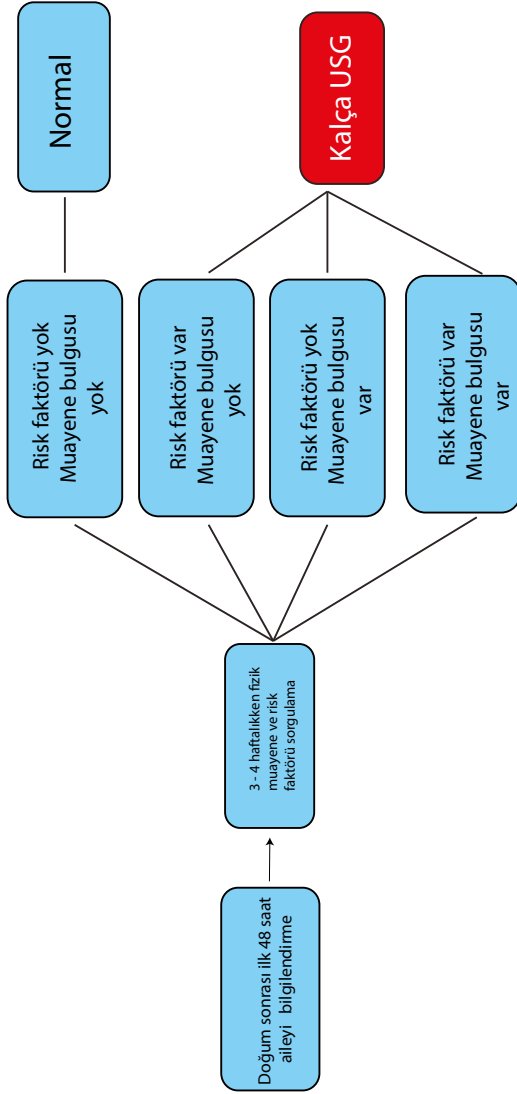 Doğum sonrası ilk 48 saat
aileyi bilgilendirme
3 - 4 haftalıkken fizik
muayene ve risk
faktörü sorgulama
Risk faktörü yok
Muayene bulgusu
yok
Risk faktörü var
Muayene bulgusu
yok
Risk faktörü yok
Muayene bulgusu
var
Risk faktörü var
Muayene bulgusu
var
Normal
Kalça USG